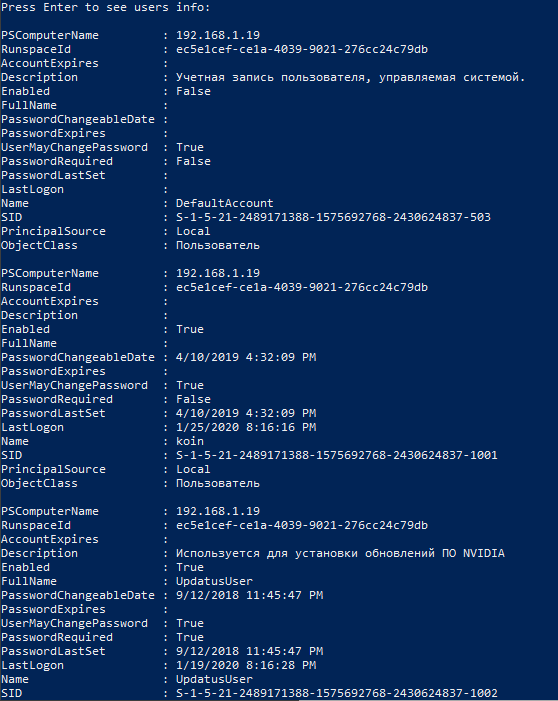 Press Enter to see users info:
PSComputerName : 192.168.1.19
RunspaceId : ec5e1cef-ce1a-4039-9021-276cc24c79db
AccountExpires :
Description : Учетная запись пользователя, управляемая системой.
Enabled : False
FullName :
PasswordChangeableDate :
PasswordExpires :
UserMayChangePassword : True
PasswordRequired : False
PasswordLastSet :
LastLogon :
Name : DefaultAccount
SID : S-1-5-21-2489171388-1575692768-2430624837-503
PrincipalSource : Local
ObjectClass : Пользователь
PSComputerName : 192.168.1.19
RunspaceId : ec5e1cef-ce1a-4039-9021-276cc24c79db
AccountExpires :
Description :
Enabled : True
FullName :
PasswordChangeableDate : 4/10/2019 4:32:09 PM
PasswordExpires :
UserMayChangePassword : True
PasswordRequired : False
PasswordLastSet : 4/10/2019 4:32:09 PM
LastLogon : 1/25/2020 8:16:16 PM
Name : koin
SID : S-1-5-21-2489171388-1575692768-2430624837-1001
PrincipalSource : Local
ObjectClass : Пользователь
PSComputerName : 192.168.1.19
RunspaceId : ec5e1cef-ce1a-4039-9021-276cc24c79db
AccountExpires :
Description : Используется для установки обновлений ПО NVIDIA
Enabled : True
FullName : UpdatusUser
PasswordChangeableDate : 9/12/2018 11:45:47 PM
PasswordExpires :
UserMayChangePassword : True
PasswordRequired : True
PasswordLastSet : 9/12/2018 11:45:47 PM
LastLogon : 1/19/2020 8:16:28 PM
Name : UpdatusUser
SID : S-1-5-21-2489171388-1575692768-2430624837-1002